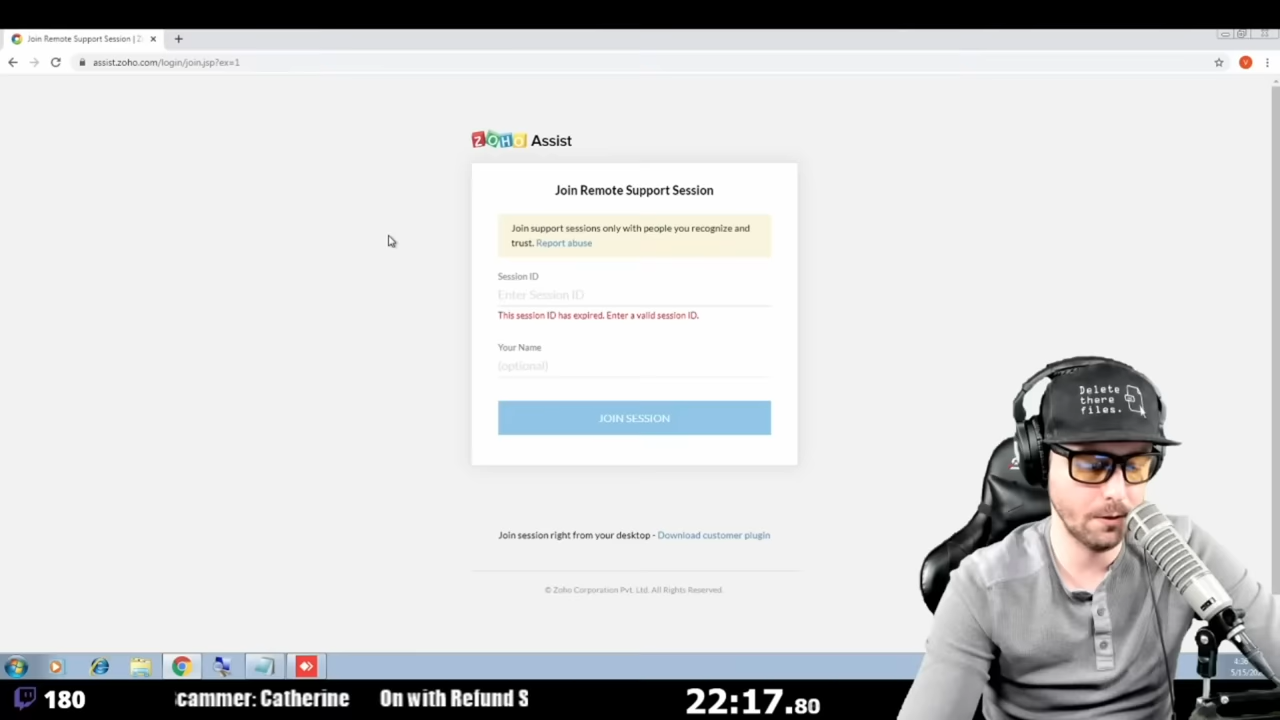 Join Remote Support Session | Z
assist.zoho.com/login/join.jsp?ex=1
V
ZOHO Assist
Join Remote Support Session
Join support sessions only with people you recognize and
trust. Report abuse
Session ID
Enter Session ID
This session ID has expired. Enter a valid session ID.
Your Name
(optional)
JOIN SESSION
Join session right from your desktop - Download customer plugin
© Zoho Corporation Pvt. Ltd. All Rights Reserved.
Delete
there
files.
180
cammer: Catherine
On with Refund S
22:17.80